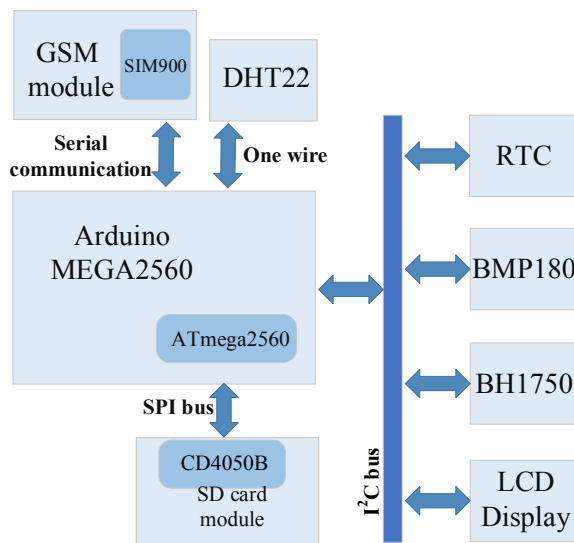 GSM
module
SIM900
DHT22
Serial
communication
One wire
RTC
Arduino
MEGA2560
BMP180
ATmega2560
BH1750
SPI bus
CD4050B
SD card
module
I²C bus
LCD
Display